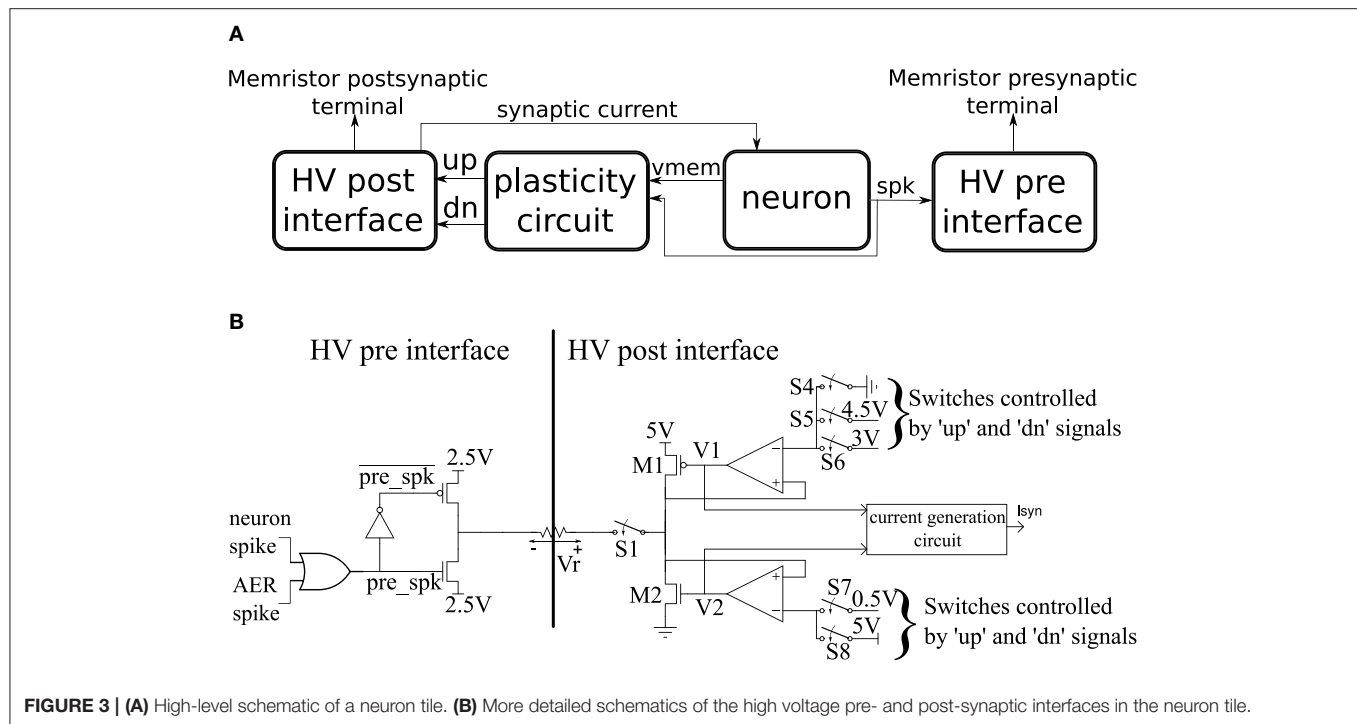 A
Memristor postsynaptic
terminal
Memristor presynaptic
terminal
synaptic current
HV post
interface
up
dn
plasticity
circuit
vmem
neuron
spk
HV pre
interface
B
HV pre interface
HV post interface
neuron
spike
AER
spike
pre_spk
pre_spk
2.5V
2.5V
-
+
Vr
S1
5V
M1
V1
M2
V2
-
+
+
-
S4
S5
4.5V
S6
3V
Switches controlled
by 'up' and 'dn' signals
current generation
circuit
Isyn
S7
0.5V
5V
S8
Switches controlled
by 'up' and 'dn' signals
FIGURE 3 | (A) High-level schematic of a neuron tile. (B) More detailed schematics of the high voltage pre- and post-synaptic interfaces in the neuron tile.